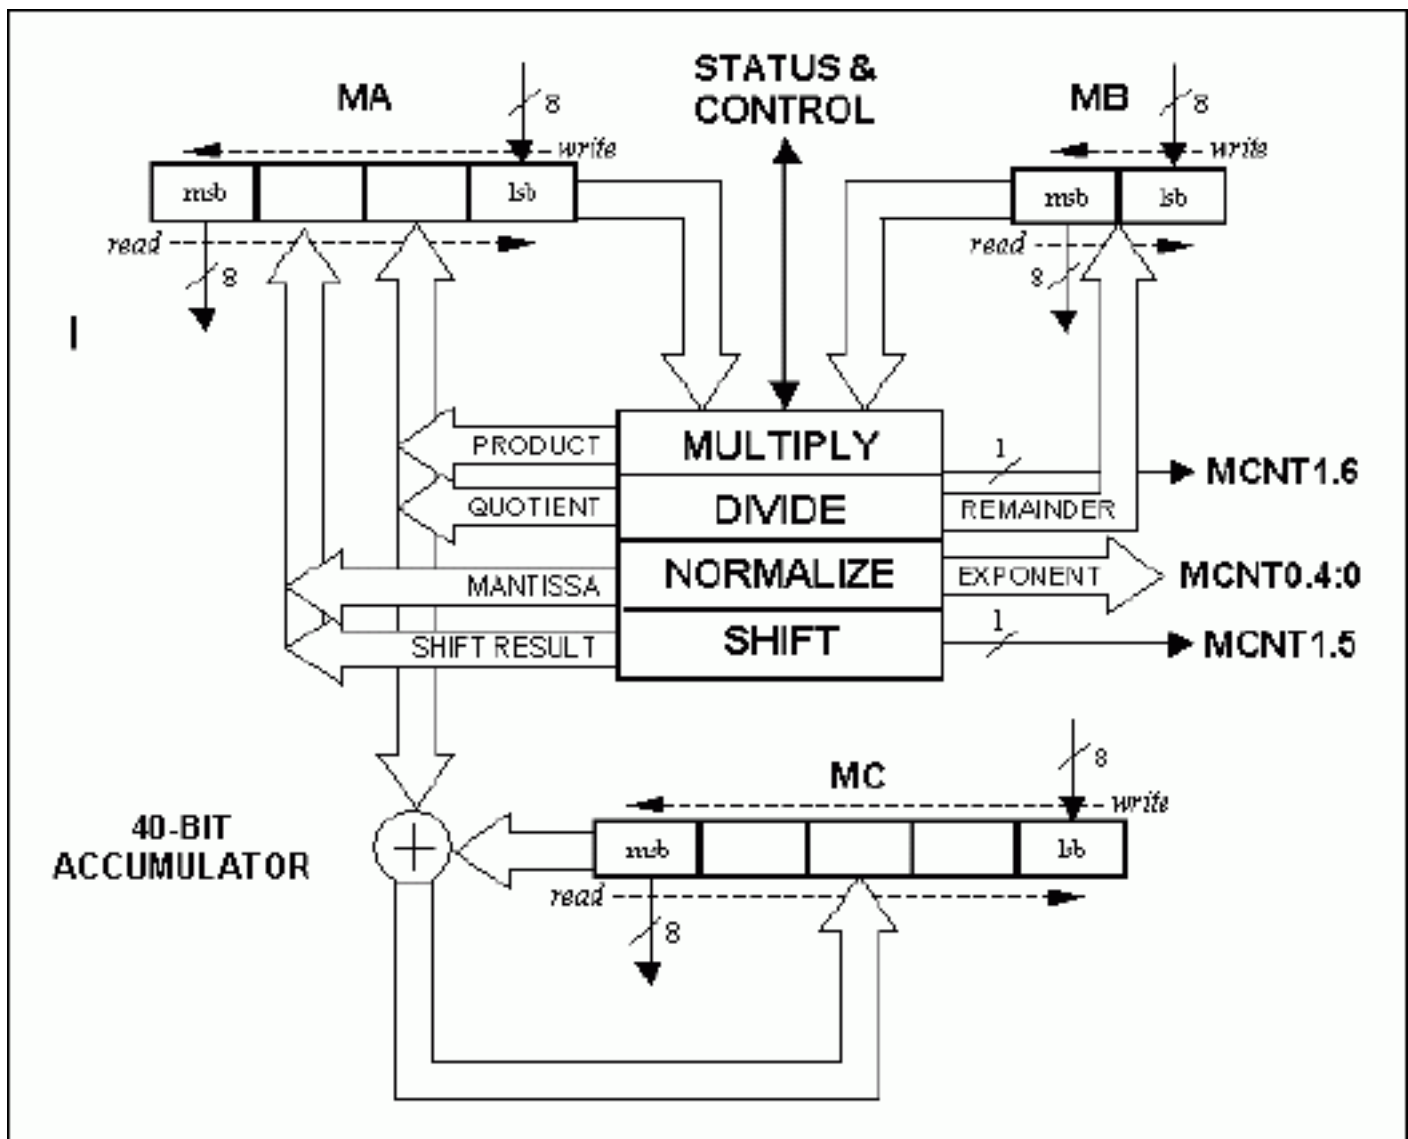 STATUS &
CONTROL
MA
8
write
msb
lsb
read
8
MB
8
write
msb
lsb
read
8
I
PRODUCT
MULTIPLY
1
MCNT1.6
QUOTIENT
DIVIDE
REMAINDER
MANTISSA
NORMALIZE
EXPONENT
MCNT0.4:0
SHIFT RESULT
SHIFT
1
MCNT1.5
MC
8
write
40-BIT
ACCUMULATOR
+
msb
lsb
read
8